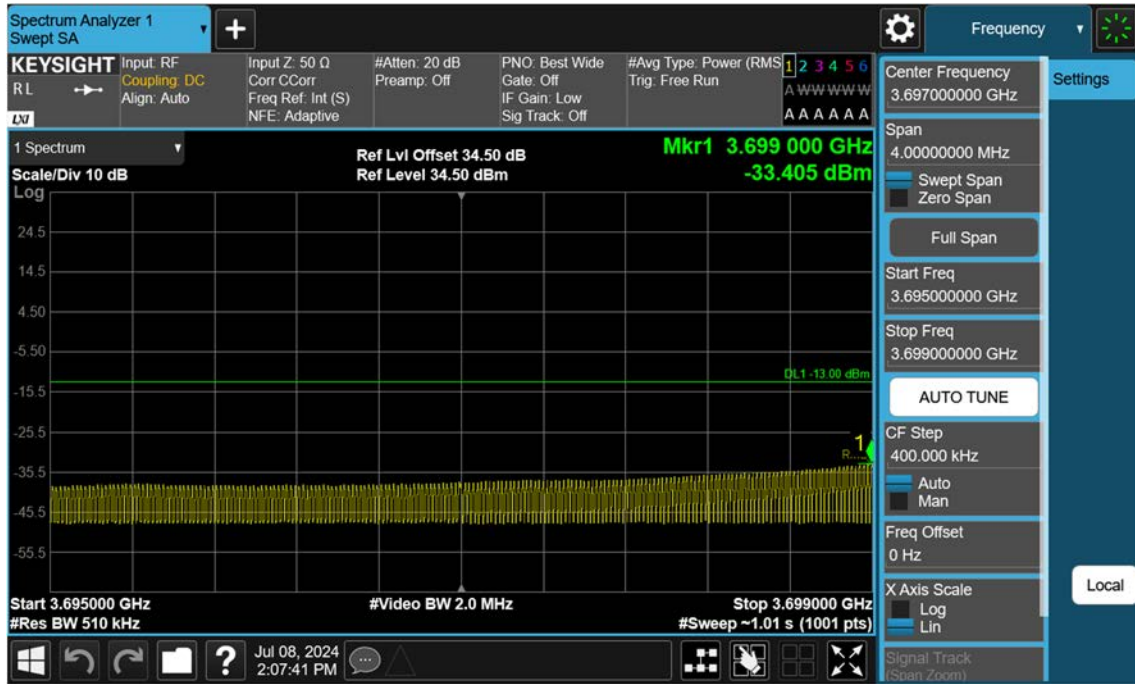 Spectrum Analyzer 1
Swept SA
+
Frequency
KEYSIGHT
R L
LXI
Input: RF
Coupling: DC
Align: Auto
Input Z: 50 Ω
Corr CCorr
Freq Ref: Int (S)
NFE: Adaptive
#Atten: 20 dB
Preamp: Off
PNO: Best Wide
Gate: Off
IF Gain: Low
Sig Track: Off
#Avg Type: Power (RMS
Trig: Free Run
1 2 3 4 5 6
A W W W W W
A A A A A A
1 Spectrum
Scale/Div 10 dB
Ref Lvl Offset 34.50 dB
Ref Level 34.50 dBm
Mkr1 3.699 000 GHz
-33.405 dBm
Log
24.5
14.5
4.50
-5.50
-15.5
-25.5
-35.5
-45.5
-55.5
DL1 -13.00 dBm
1
R...
Start 3.695000 GHz
#Res BW 510 kHz
#Video BW 2.0 MHz
Stop 3.699000 GHz
#Sweep ~1.01 s (1001 pts)
Center Frequency
3.697000000 GHz
Span
4.00000000 MHz
Swept Span
Zero Span
Full Span
Start Freq
3.695000000 GHz
Stop Freq
3.699000000 GHz
AUTO TUNE
CF Step
400.000 kHz
Auto
Man
Freq Offset
0 Hz
X Axis Scale
Log
Lin
Signal Track
(Span Zoom)
Settings
Local
?
Jul 08, 2024
2:07:41 PM